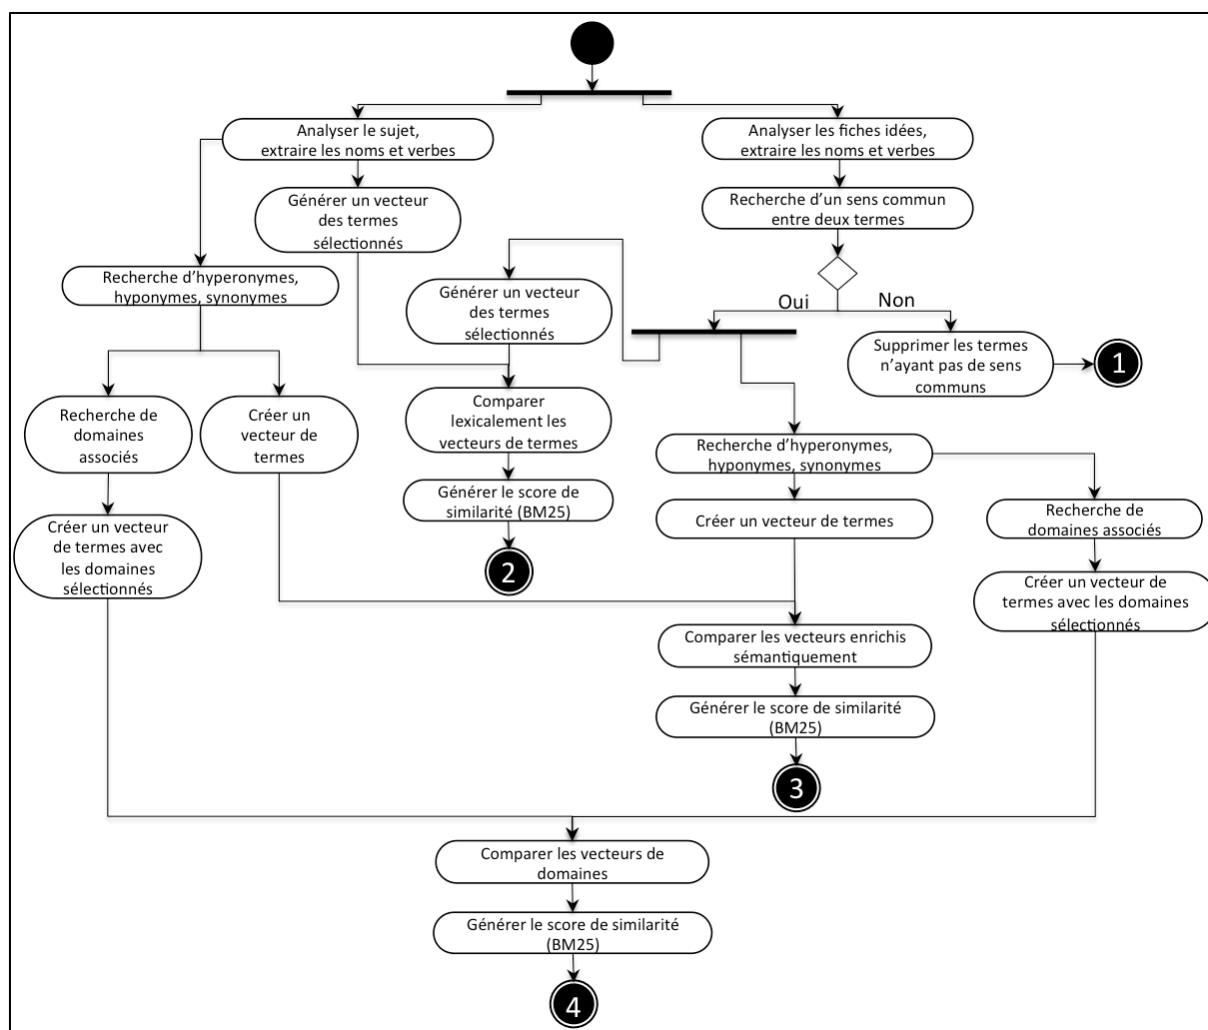 Analyser le sujet,
extraire les noms et verbes
Analyser les fiches idées,
extraire les noms et verbes
Générer un vecteur
des termes
sélectionnés
Recherche d'un sens commun
entre deux termes
Recherche d'hyperonymes,
hyponymes, synonymes
Générer un vecteur
des termes
sélectionnés
Oui
Non
Supprimer les termes
n'ayant pas de sens
communs
1
Recherche de
domaines
associés
Créer un
vecteur de
termes
Comparer
lexicalement les
vecteurs de termes
Recherche d'hyperonymes,
hyponymes, synonymes
Générer le score de
similarité (BM25)
Créer un vecteur de termes
Recherche de
domaines associés
Créer un vecteur
de termes avec
les domaines
sélectionnés
2
Créer un vecteur de
termes avec les domaines
sélectionnés
Comparer les vecteurs enrichis
sémantiquement
Générer le score de similarité
(BM25)
3
Comparer les vecteurs de
domaines
Générer le score de similarité
(BM25)
4